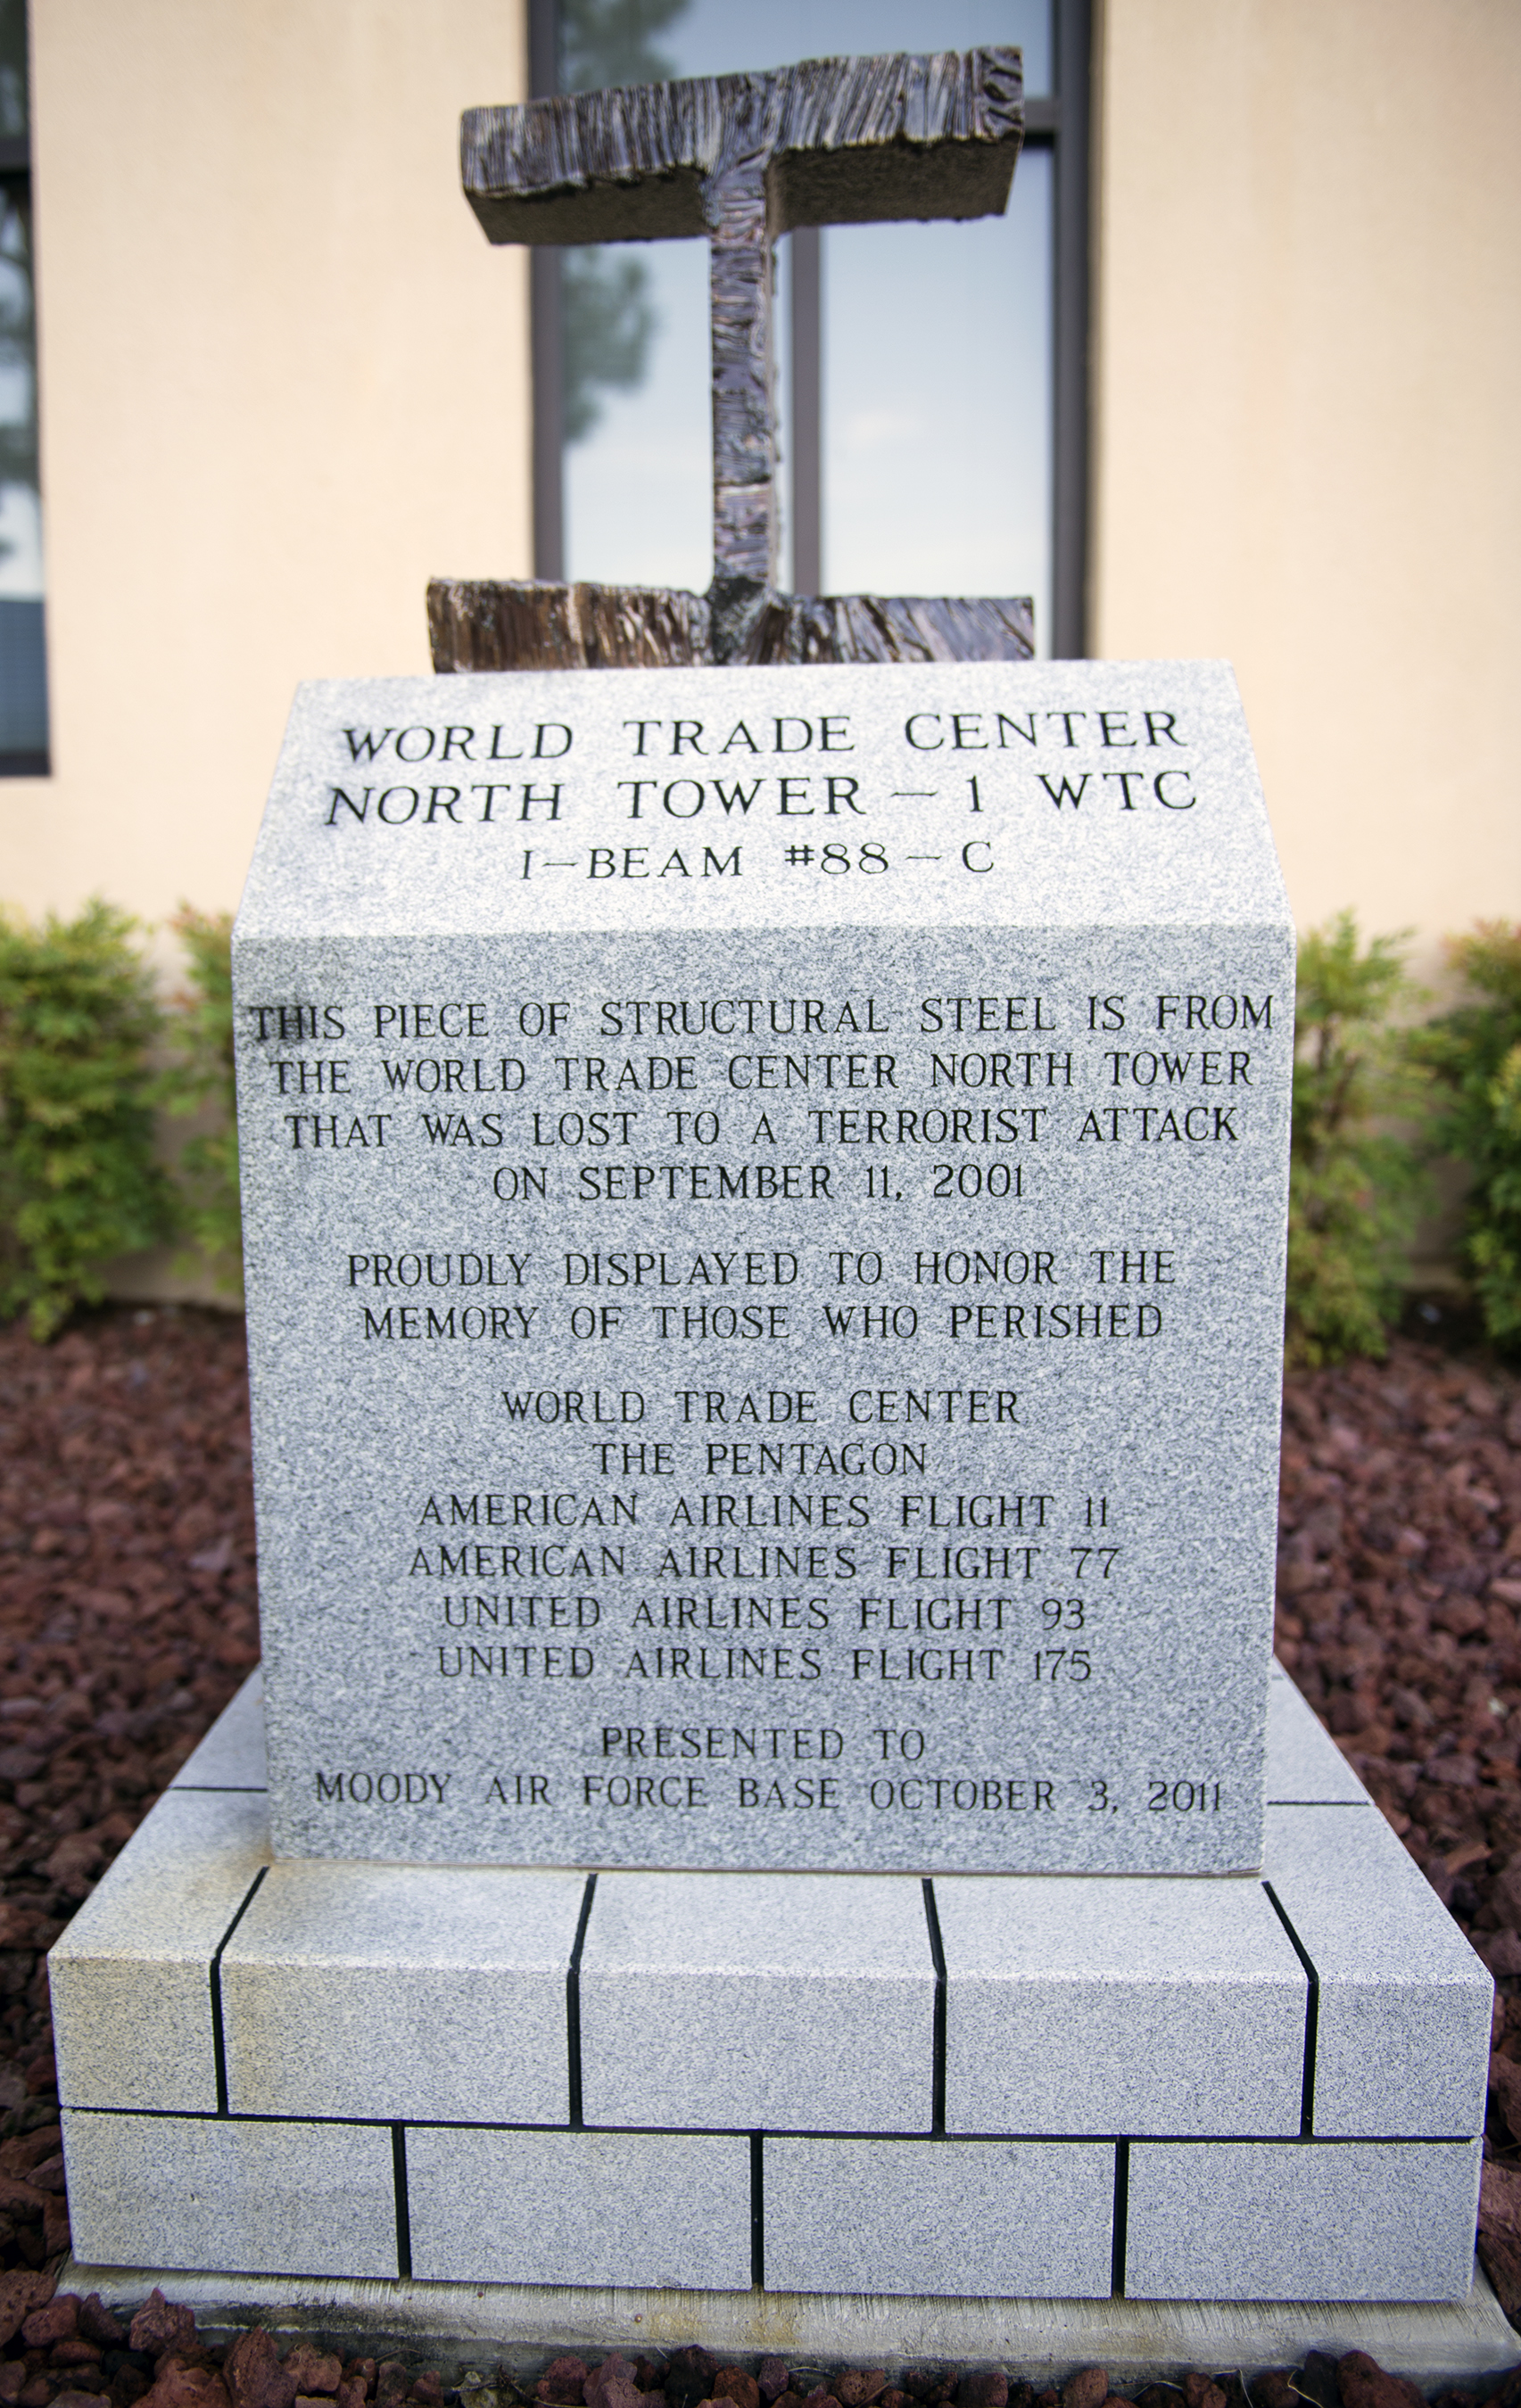 WORLD TRADE CENTER
NORTH TOWER - 1 WTC
I-BEAM #88 - C
THIS PIECE OF STRUCTURAL STEEL IS FROM
THE WORLD TRADE CENTER NORTH TOWER
THAT WAS LOST TO A TERRORIST ATTACK
ON SEPTEMBER 11, 2001
PROUDLY DISPLAYED TO HONOR THE
MEMORY OF THOSE WHO PERISHED
WORLD TRADE CENTER
THE PENTAGON
AMERICAN AIRLINES FLIGHT 11
AMERICAN AIRLINES FLIGHT 77
UNITED AIRLINES FLIGHT 93
UNITED AIRLINES FLIGHT 175
PRESENTED TO
MOODY AIR FORCE BASE OCTOBER 3, 2011